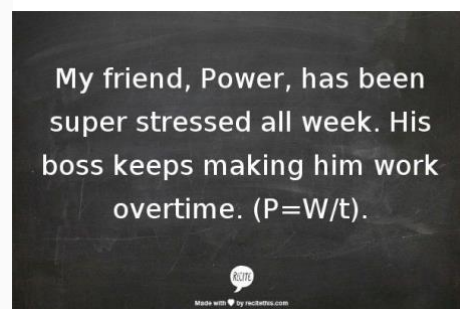 My friend, Power, has been
super stressed all week. His
boss keeps making him work
overtime. (P=W/t).
RECITE
Made with ♥ by recitethis.com